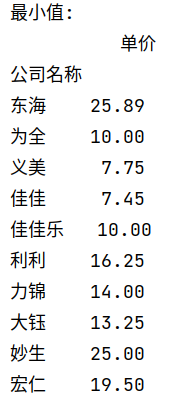 最小值:
单价
公司名称
东海 25.89
为全 10.00
义美 7.75
佳佳 7.45
佳佳乐 10.00
利利 16.25
力锦 14.00
大钰 13.25
妙生 25.00
宏仁 19.50